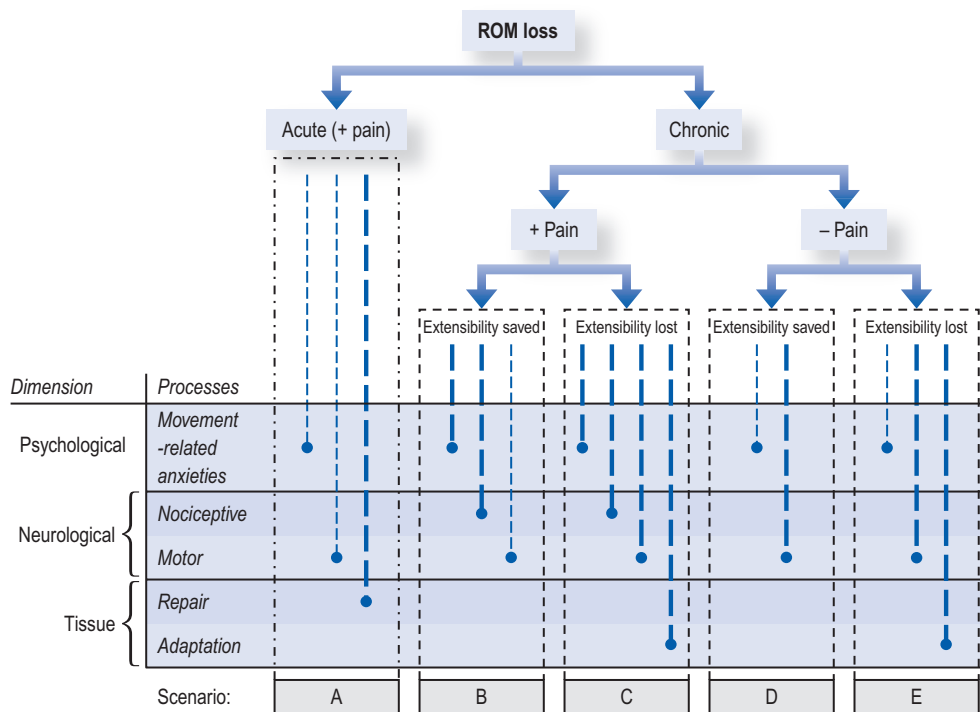 ROM loss
Acute (+ pain)
Chronic
+ Pain
– Pain
Extensibility saved
Extensibility lost
Extensibility saved
Extensibility lost
Dimension
Processes
Psychological
Movement
-related
anxieties
Neurological
Nociceptive
Motor
Tissue
Repair
Adaptation
Scenario:
A
B
C
D
E